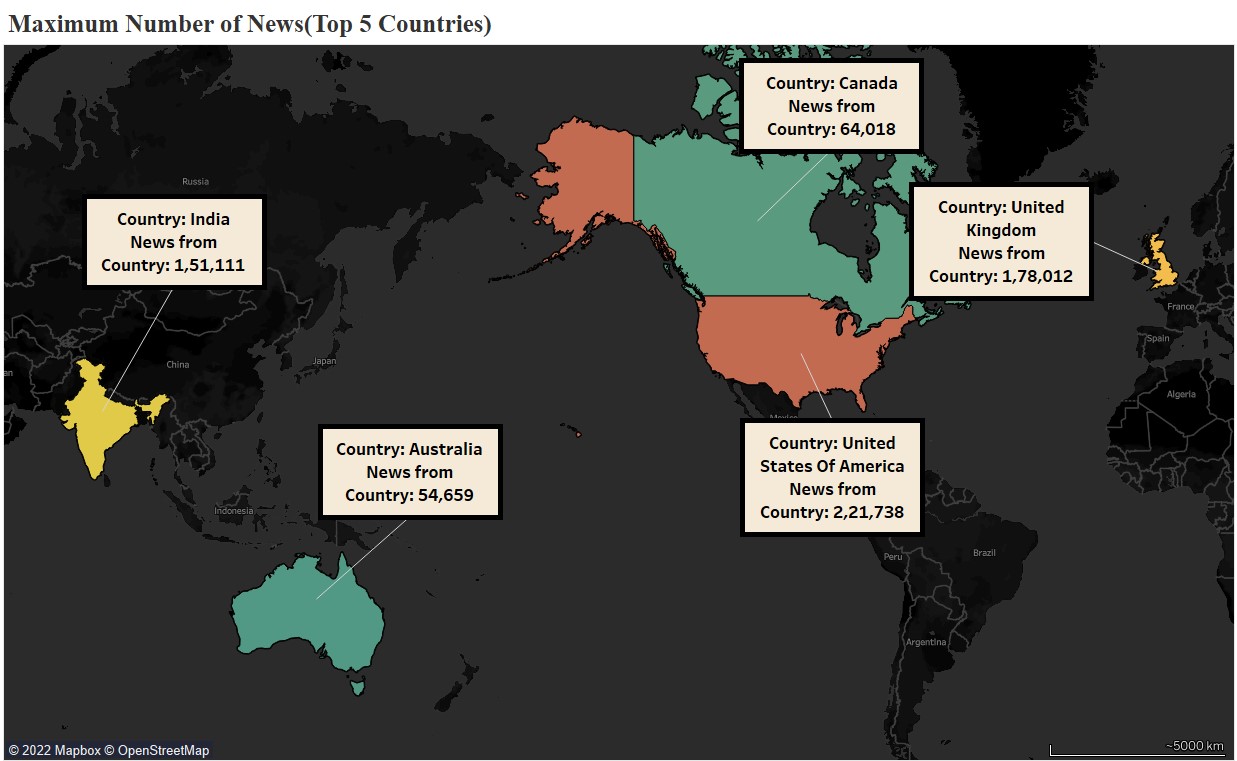 Maximum Number of News(Top 5 Countries)
Country: Canada
News from
Country: 64,018
Russia
Country: India
News from
Country: 1,51,111
Country: United
Kingdom
News from
Country: 1,78,012
France
Spain
China
Japan
an
Algeria
Mexico
Country: Australia
News from
Country: 54,659
Country: United
States Of America
News from
Country: 2,21,738
Indonesia
Peru
Brazil
Argentina
© 2022 Mapbox © OpenStreetMap
~5000 km